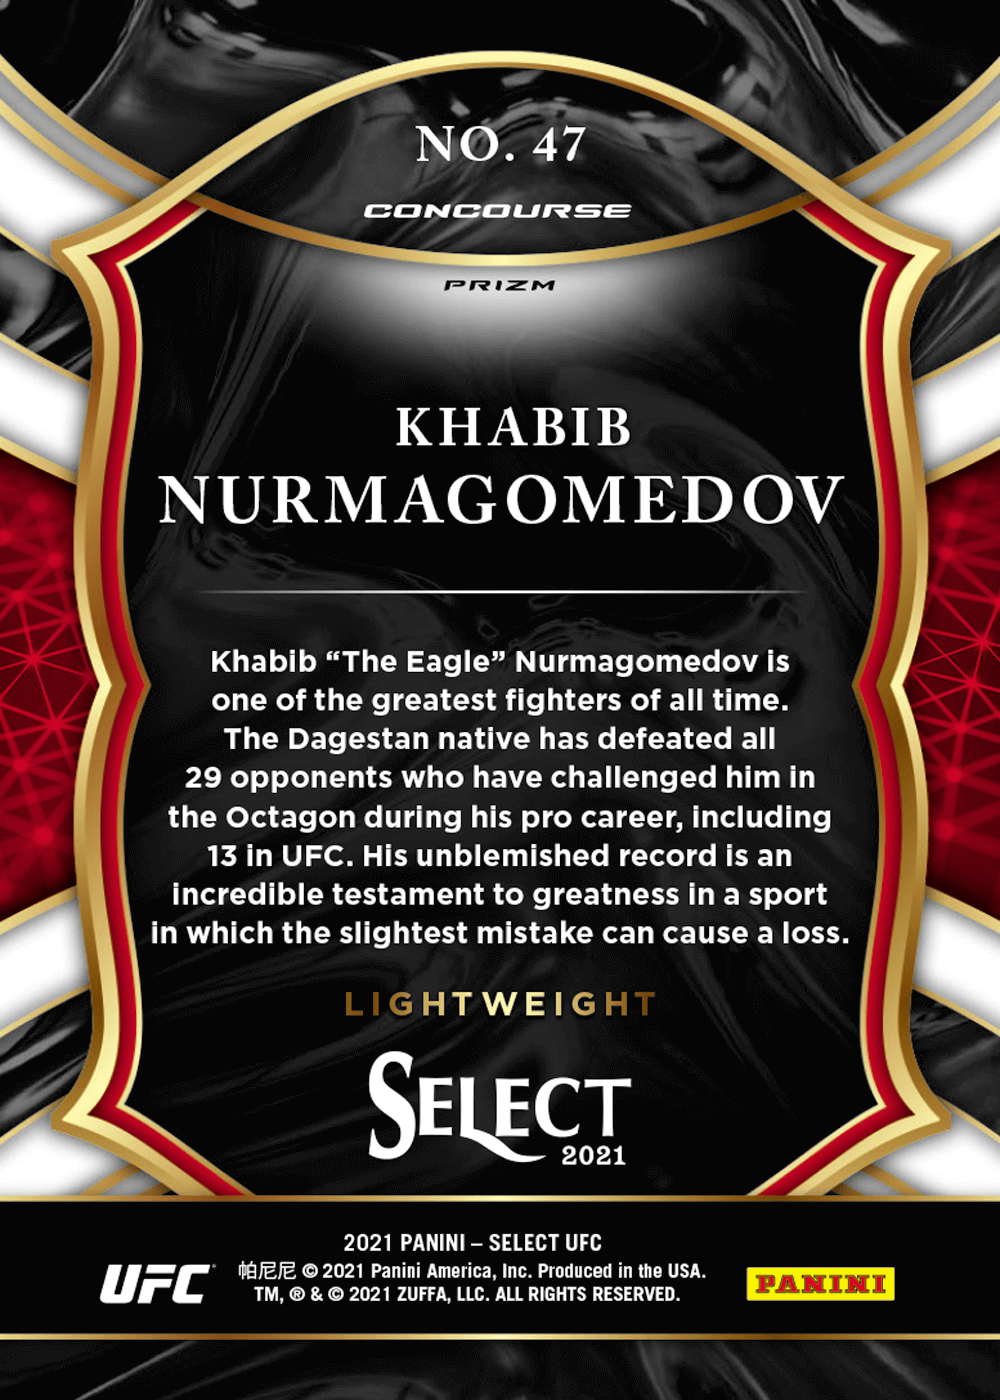 NO. 47
CONCOURSE
PRIZM
KHABIB
NURMAGOMEDOV
Khabib “The Eagle” Nurmagomedov is
one of the greatest fighters of all time.
The Dagestan native has defeated all
29 opponents who have challenged him in
the Octagon during his pro career, including
13 in UFC. His unblemished record is an
incredible testament to greatness in a sport
in which the slightest mistake can cause a loss.
LIGHTWEIGHT
SELECT
2021
2021 PANINI – SELECT UFC
帕尼尼 © 2021 Panini America, Inc. Produced in the USA.
TM, ® & © 2021 ZUFFA, LLC. ALL RIGHTS RESERVED.
UFC
PANINI